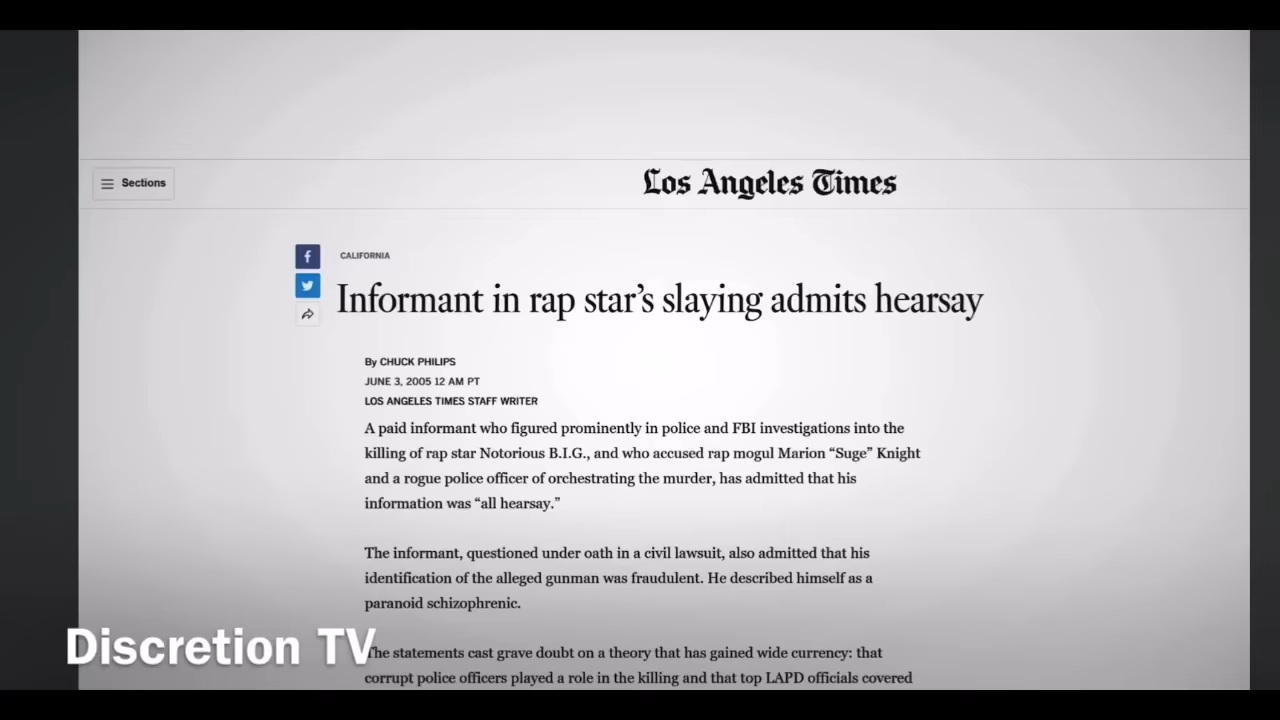 Sections
Los Angeles Times
CALIFORNIA
Informant in rap star’s slaying admits hearsay
By CHUCK PHILIPS
JUNE 3, 2005 12 AM PT
LOS ANGELES TIMES STAFF WRITER
A paid informant who figured prominently in police and FBI investigations into the
killing of rap star Notorious B.I.G., and who accused rap mogul Marion “Suge” Knight
and a rogue police officer of orchestrating the murder, has admitted that his
information was “all hearsay.”
The informant, questioned under oath in a civil lawsuit, also admitted that his
identification of the alleged gunman was fraudulent. He described himself as a
paranoid schizophrenic.
Discretion TV
The statements cast grave doubt on a theory that has gained wide currency: that
corrupt police officers played a role in the killing and that top LAPD officials covered